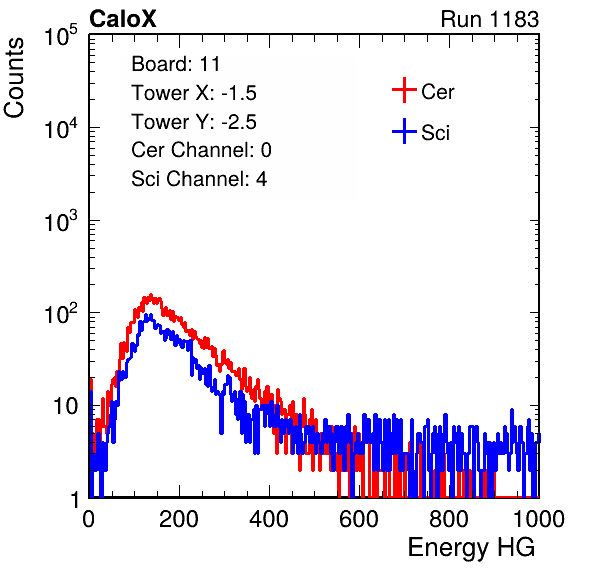 CaloX Run 1183
Counts
Board: 11
Tower X: -1.5
Tower Y: -2.5
Cer Channel: 0
Sci Channel: 4
Cer
Sci
10^5
10^4
10^3
10^2
10
1
0 200 400 600 800 1000
Energy HG